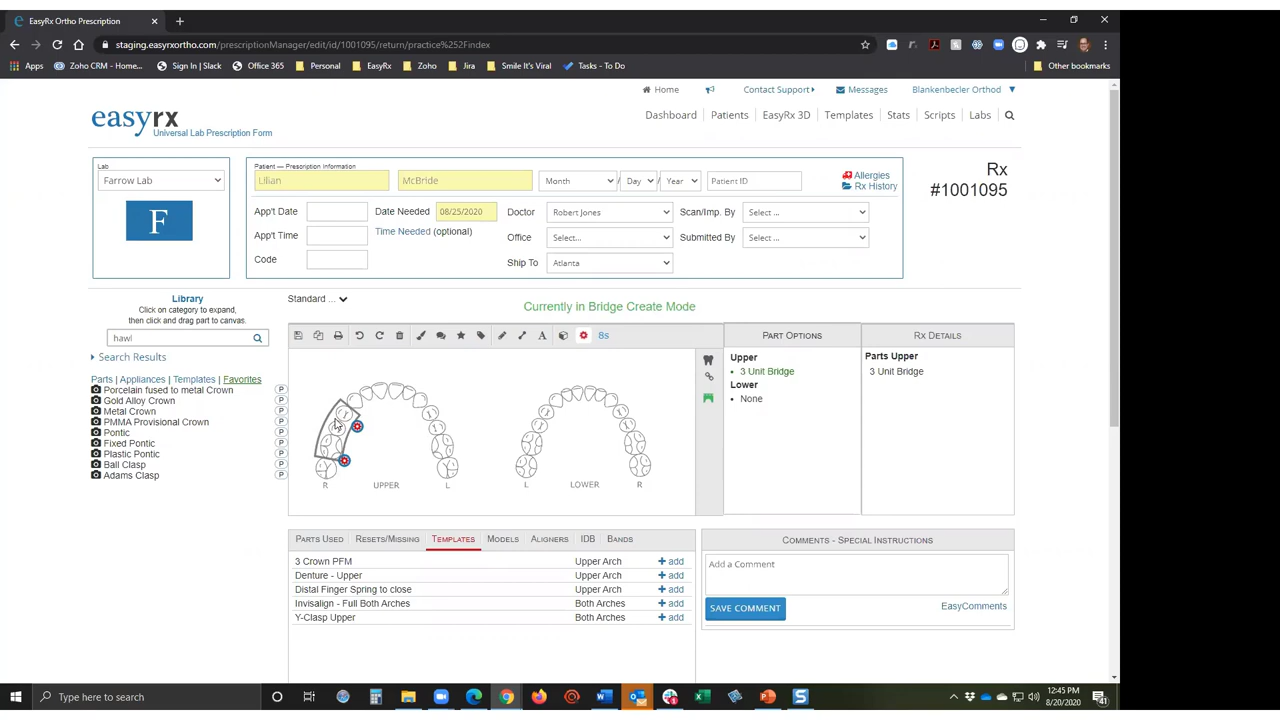 EasyRx Ortho Prescription
staging.easyrxortho.com/prescriptionManager/edit/id/1001095/return/practice%252Findex
Apps Zoho CRM - Home... Sign In | Slack Office 365 Personal EasyRx Zoho Jira Smile It's Viral Tasks - To Do Other bookmarks
Home Contact Support Messages Blankenbecler Orthod
easyrx
Universal Lab Prescription Form
Dashboard Patients EasyRx 3D Templates Stats Scripts Labs
Lab
Farrow Lab
F
Patient — Prescription Information
Lilian McBride Month / Day / Year Patient ID
Allergies
Rx History
Rx
#1001095
App't Date Date Needed 08/25/2020 Doctor Robert Jones Scan/Imp. By Select ...
App't Time Time Needed (optional) Office Select... Submitted By Select ...
Code Ship To Atlanta
Library
Click on category to expand,
then click and drag part to canvas.
hawl
Search Results
Parts | Appliances | Templates | Favorites
Porcelain fused to metal Crown P
Gold Alloy Crown P
Metal Crown P
PMMA Provisional Crown P
Pontic P
Fixed Pontic P
Plastic Pontic P
Ball Clasp P
Adams Clasp P
Standard ...
Currently in Bridge Create Mode
A 8s
PART OPTIONS
RX DETAILS
Upper
• 3 Unit Bridge
Lower
• None
Parts Upper
3 Unit Bridge
R UPPER L L LOWER R
PARTS USED RESETS/MISSING TEMPLATES MODELS ALIGNERS IDB BANDS
3 Crown PFM Upper Arch + add
Denture - Upper Upper Arch + add
Distal Finger Spring to close Upper Arch + add
Invisalign - Full Both Arches Both Arches + add
Y-Clasp Upper Both Arches + add
COMMENTS - SPECIAL INSTRUCTIONS
Add a Comment
SAVE COMMENT
EasyComments
Type here to search
12:45 PM
8/20/2020
41